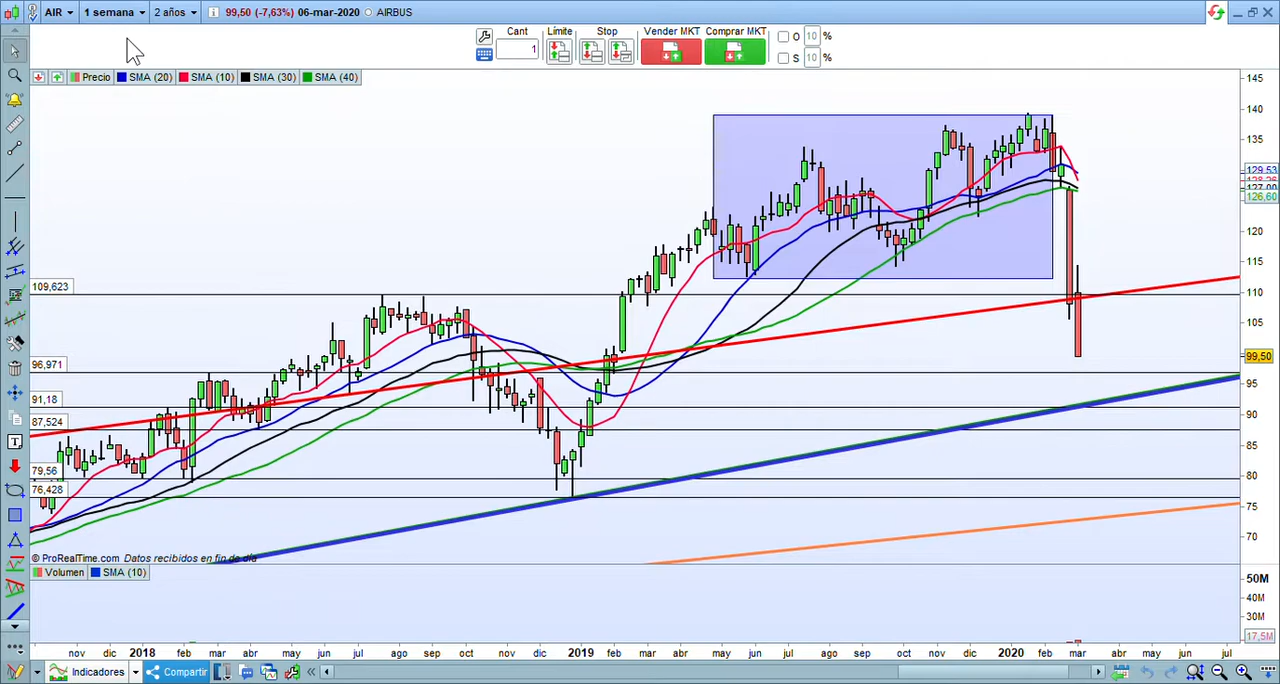 AIR 1 semana 2 años 99,50 (-7,63%) 06-mar-2020 AIRBUS
Cant Límite Stop Vender MKT Comprar MKT O 10 %
1 S 10 %
Precio SMA (20) SMA (10) SMA (30) SMA (40)
145
140
135
129,53
127,00
126,60
120
115
109,623
110
105
99,50
96,971
95
91,18
90
87,524
85
79,56
80
76,428
75
70
© ProRealTime.com Datos recibidos en fin de día
Volumen SMA (10)
50M
40M
30M
17,5M
nov dic 2018 feb mar abr may jun jul ago sep oct nov dic 2019 feb mar abr may jun jul ago sep oct nov dic 2020 feb mar abr may jun jul
Indicadores Compartir